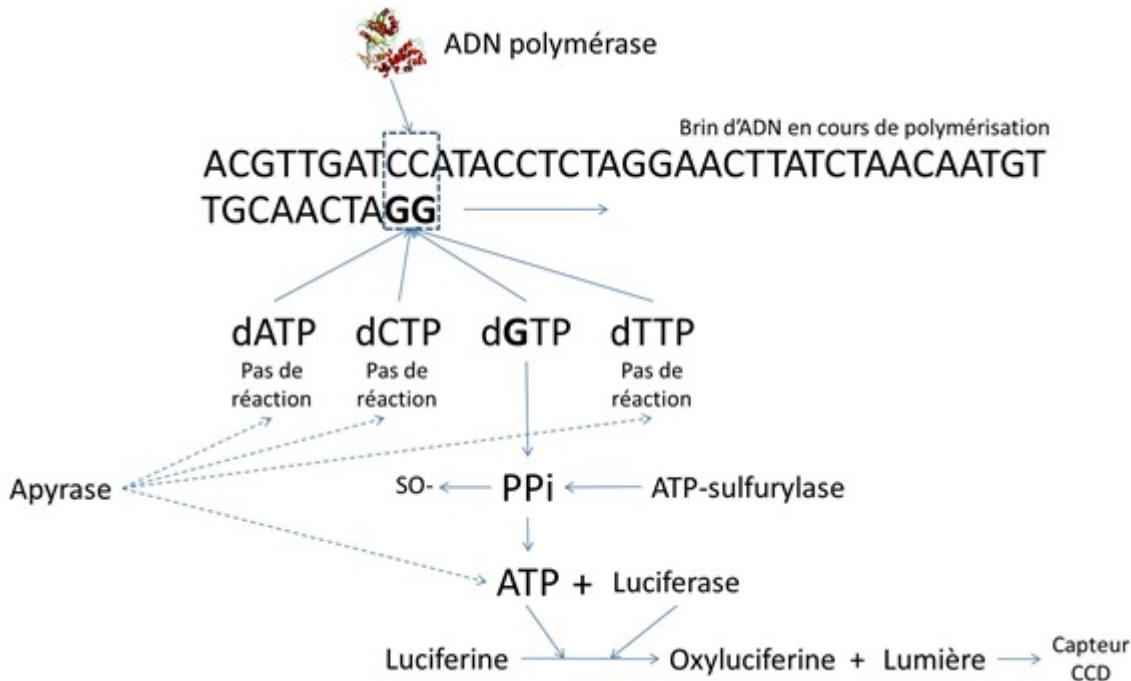 ADN polymérase
Brin d'ADN en cours de polymérisation
ACGTTGATCCATACCTCTAGGAACTTATCTAACAATGT
TGCAACTAGG
dATP dCTP dGTP dTTP
Pas de Pas de Pas de
réaction réaction réaction
Apyrase SO- PPi ATP-sulfurylase
ATP + Luciferase
Luciferine Oxyluciferine + Lumière Capteur
CCD